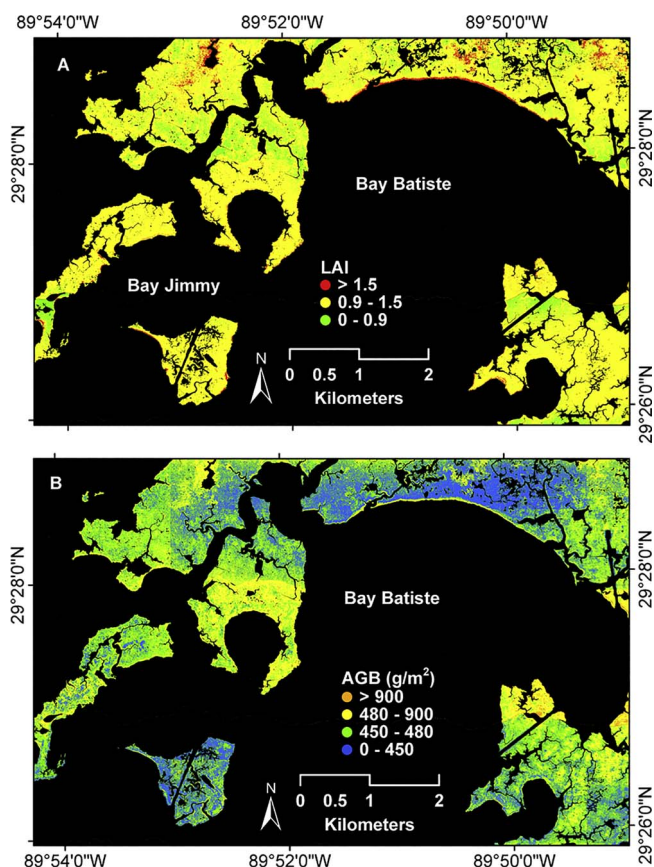 89°54'0"W 89°52'0"W 89°50'0"W
A
29°28'0"N
29°28'0"N
Bay Batiste
Bay Jimmy
LAI
> 1.5
0.9 - 1.5
0 - 0.9
N
0 0.5 1 2
Kilometers
29°26'0"N
B
29°28'0"N
29°28'0"N
Bay Batiste
AGB (g/m²)
> 900
480 - 900
450 - 480
0 - 450
N
0 0.5 1 2
Kilometers
29°26'0"N
89°54'0"W 89°52'0"W 89°50'0"W